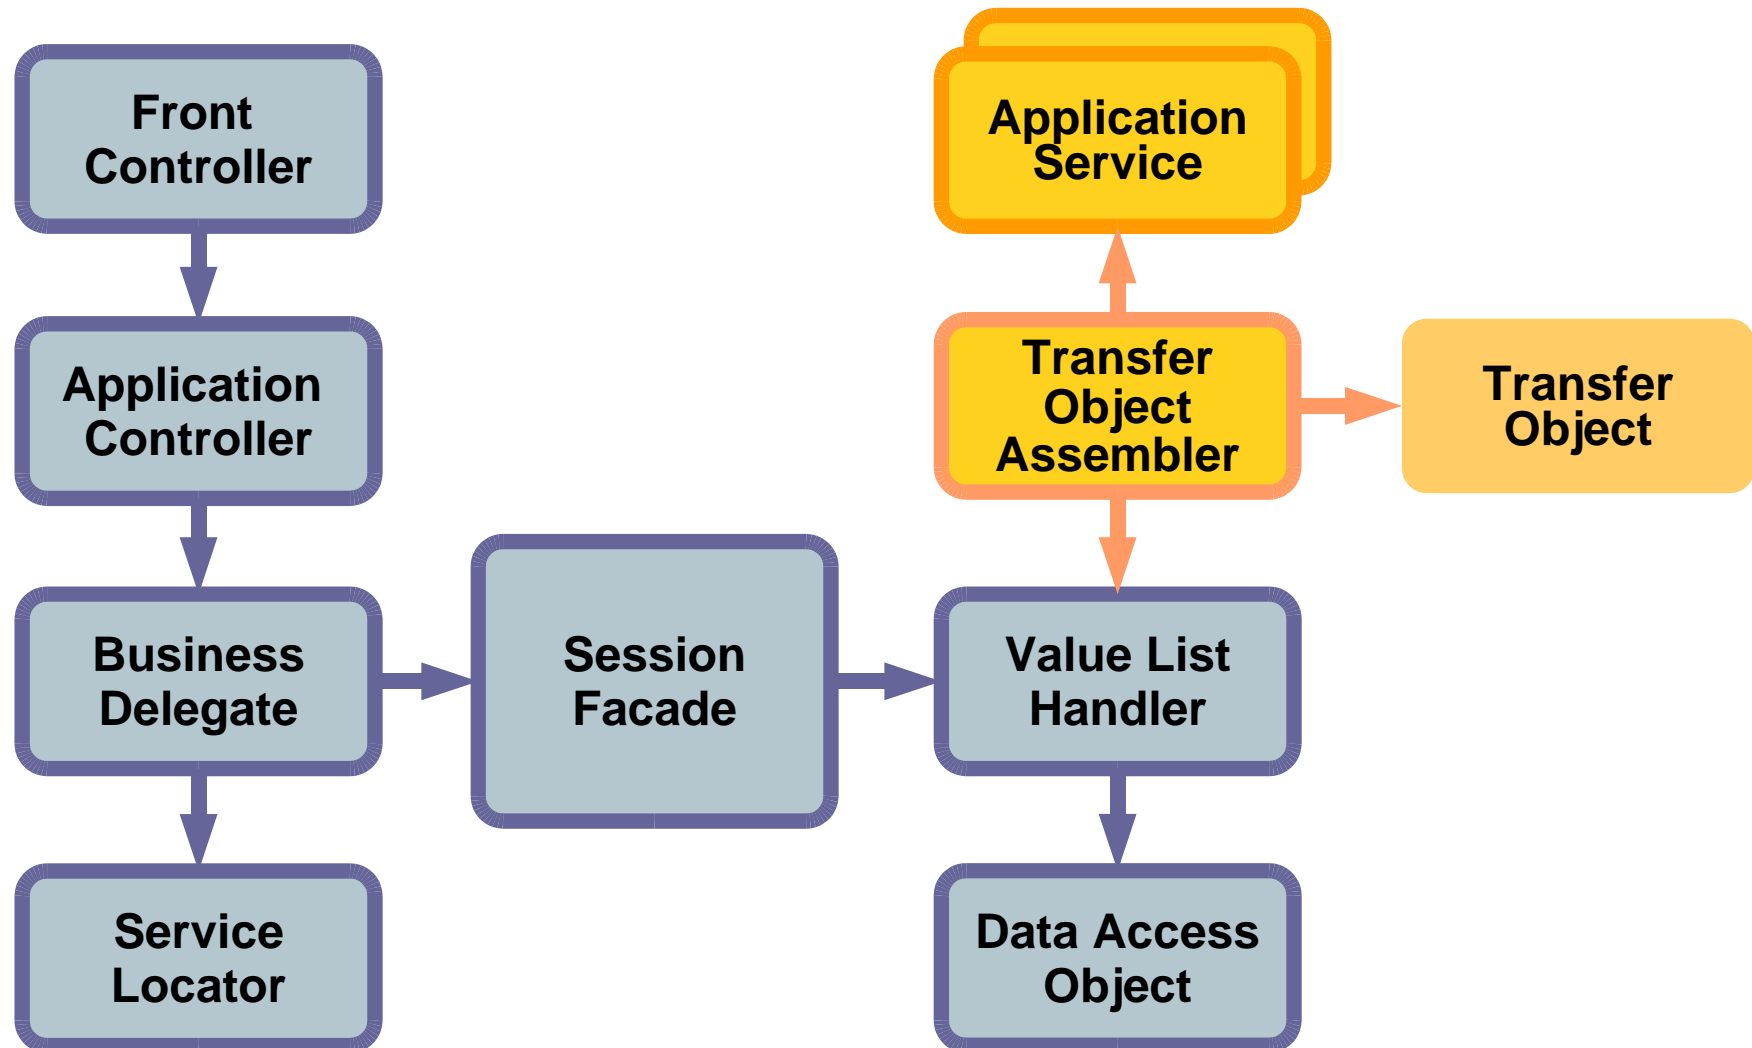 Front
Controller
Application
Controller
Business
Delegate
Service
Locator
Session
Facade
Application
Service
Transfer
Object
Assembler
Transfer
Object
Value List
Handler
Data Access
Object